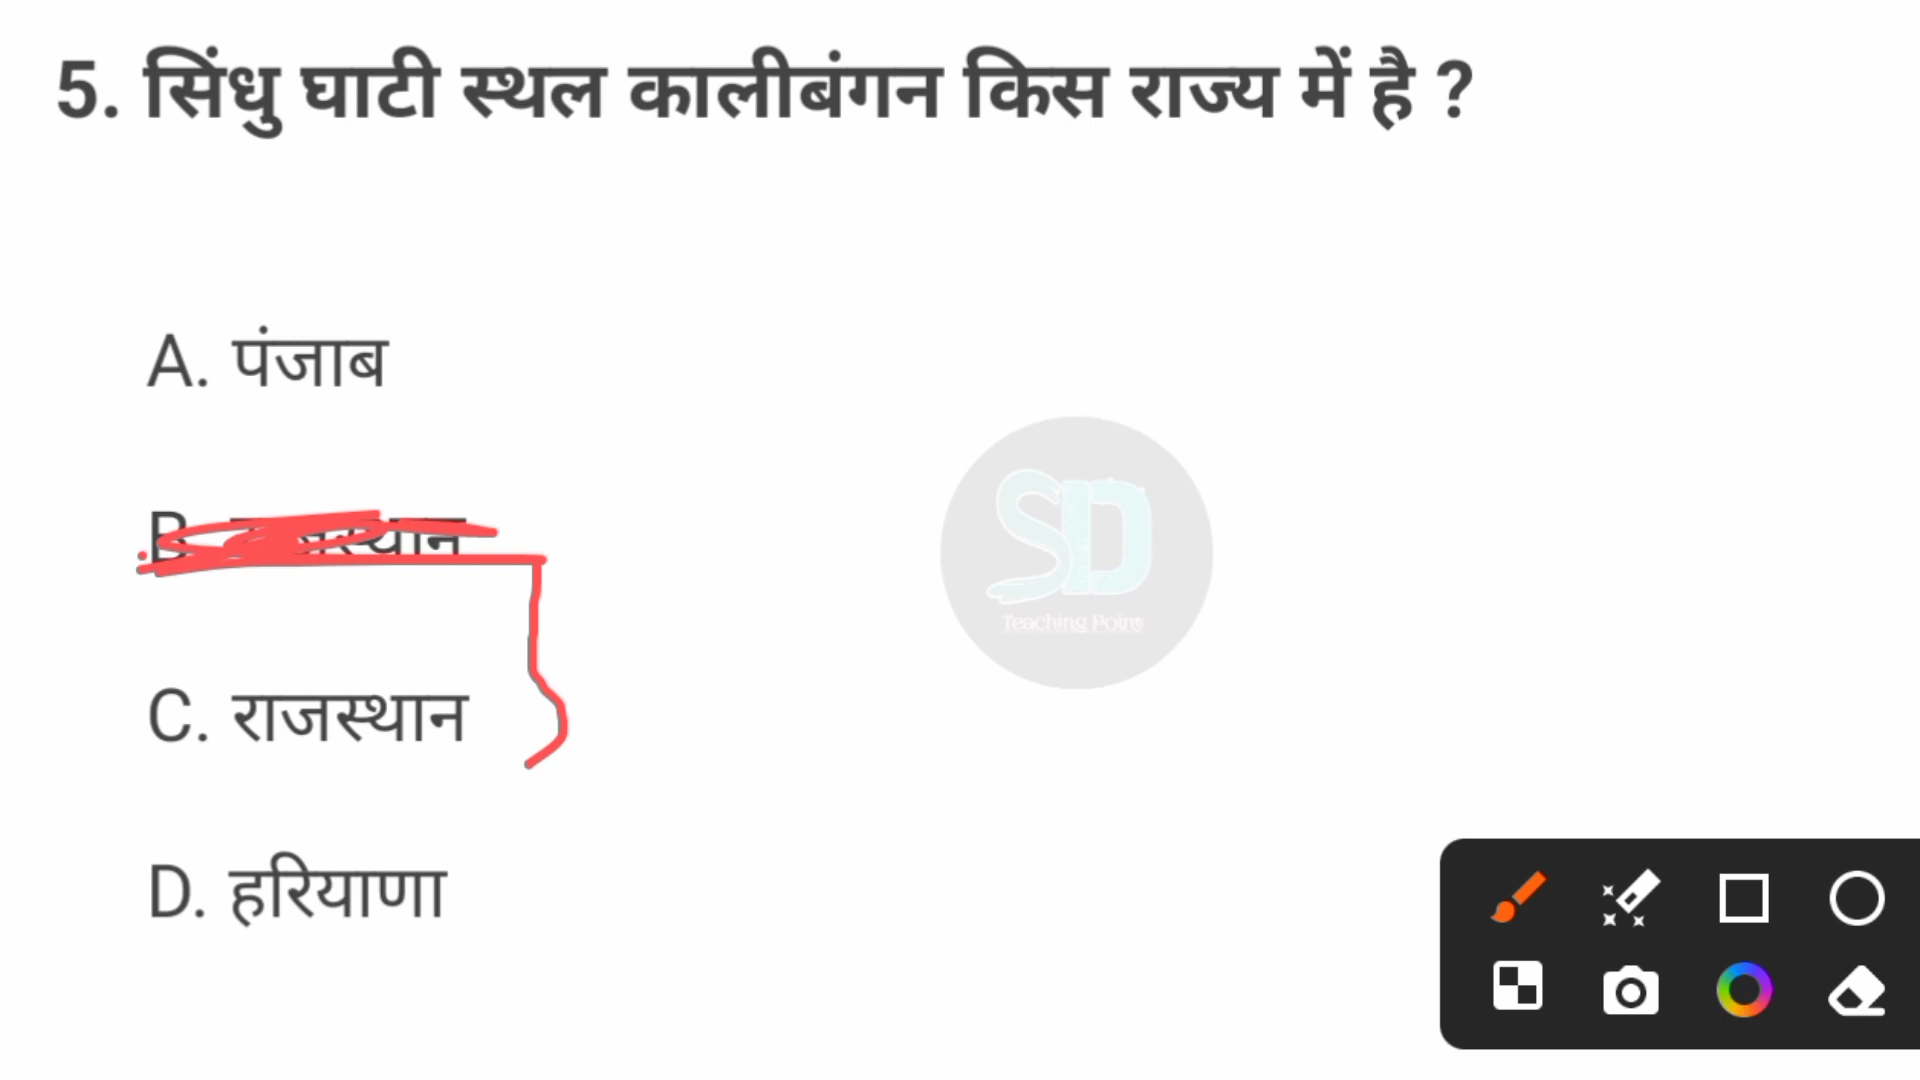 5. सिंधु घाटी स्थल कालीबंगन किस राज्य में है ?
A. पंजाब
B.
C. राजस्थान
D. हरियाणा
SD
Teaching Point